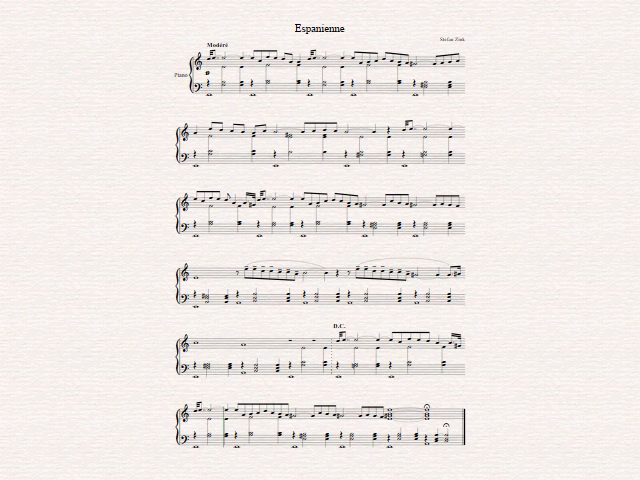 Espanienne
Stefan Zink
Modéré
Piano
D.C.